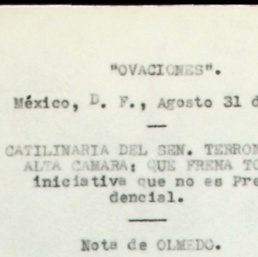 "OVACIONES".
México, D. F., Agosto 31 d
CATILINARIA DEL SEN. TERRON
ALTA CAMARA: QUE FRENA TO
iniciativa que no es Pre
dencial.
Nota de OLMEDO.